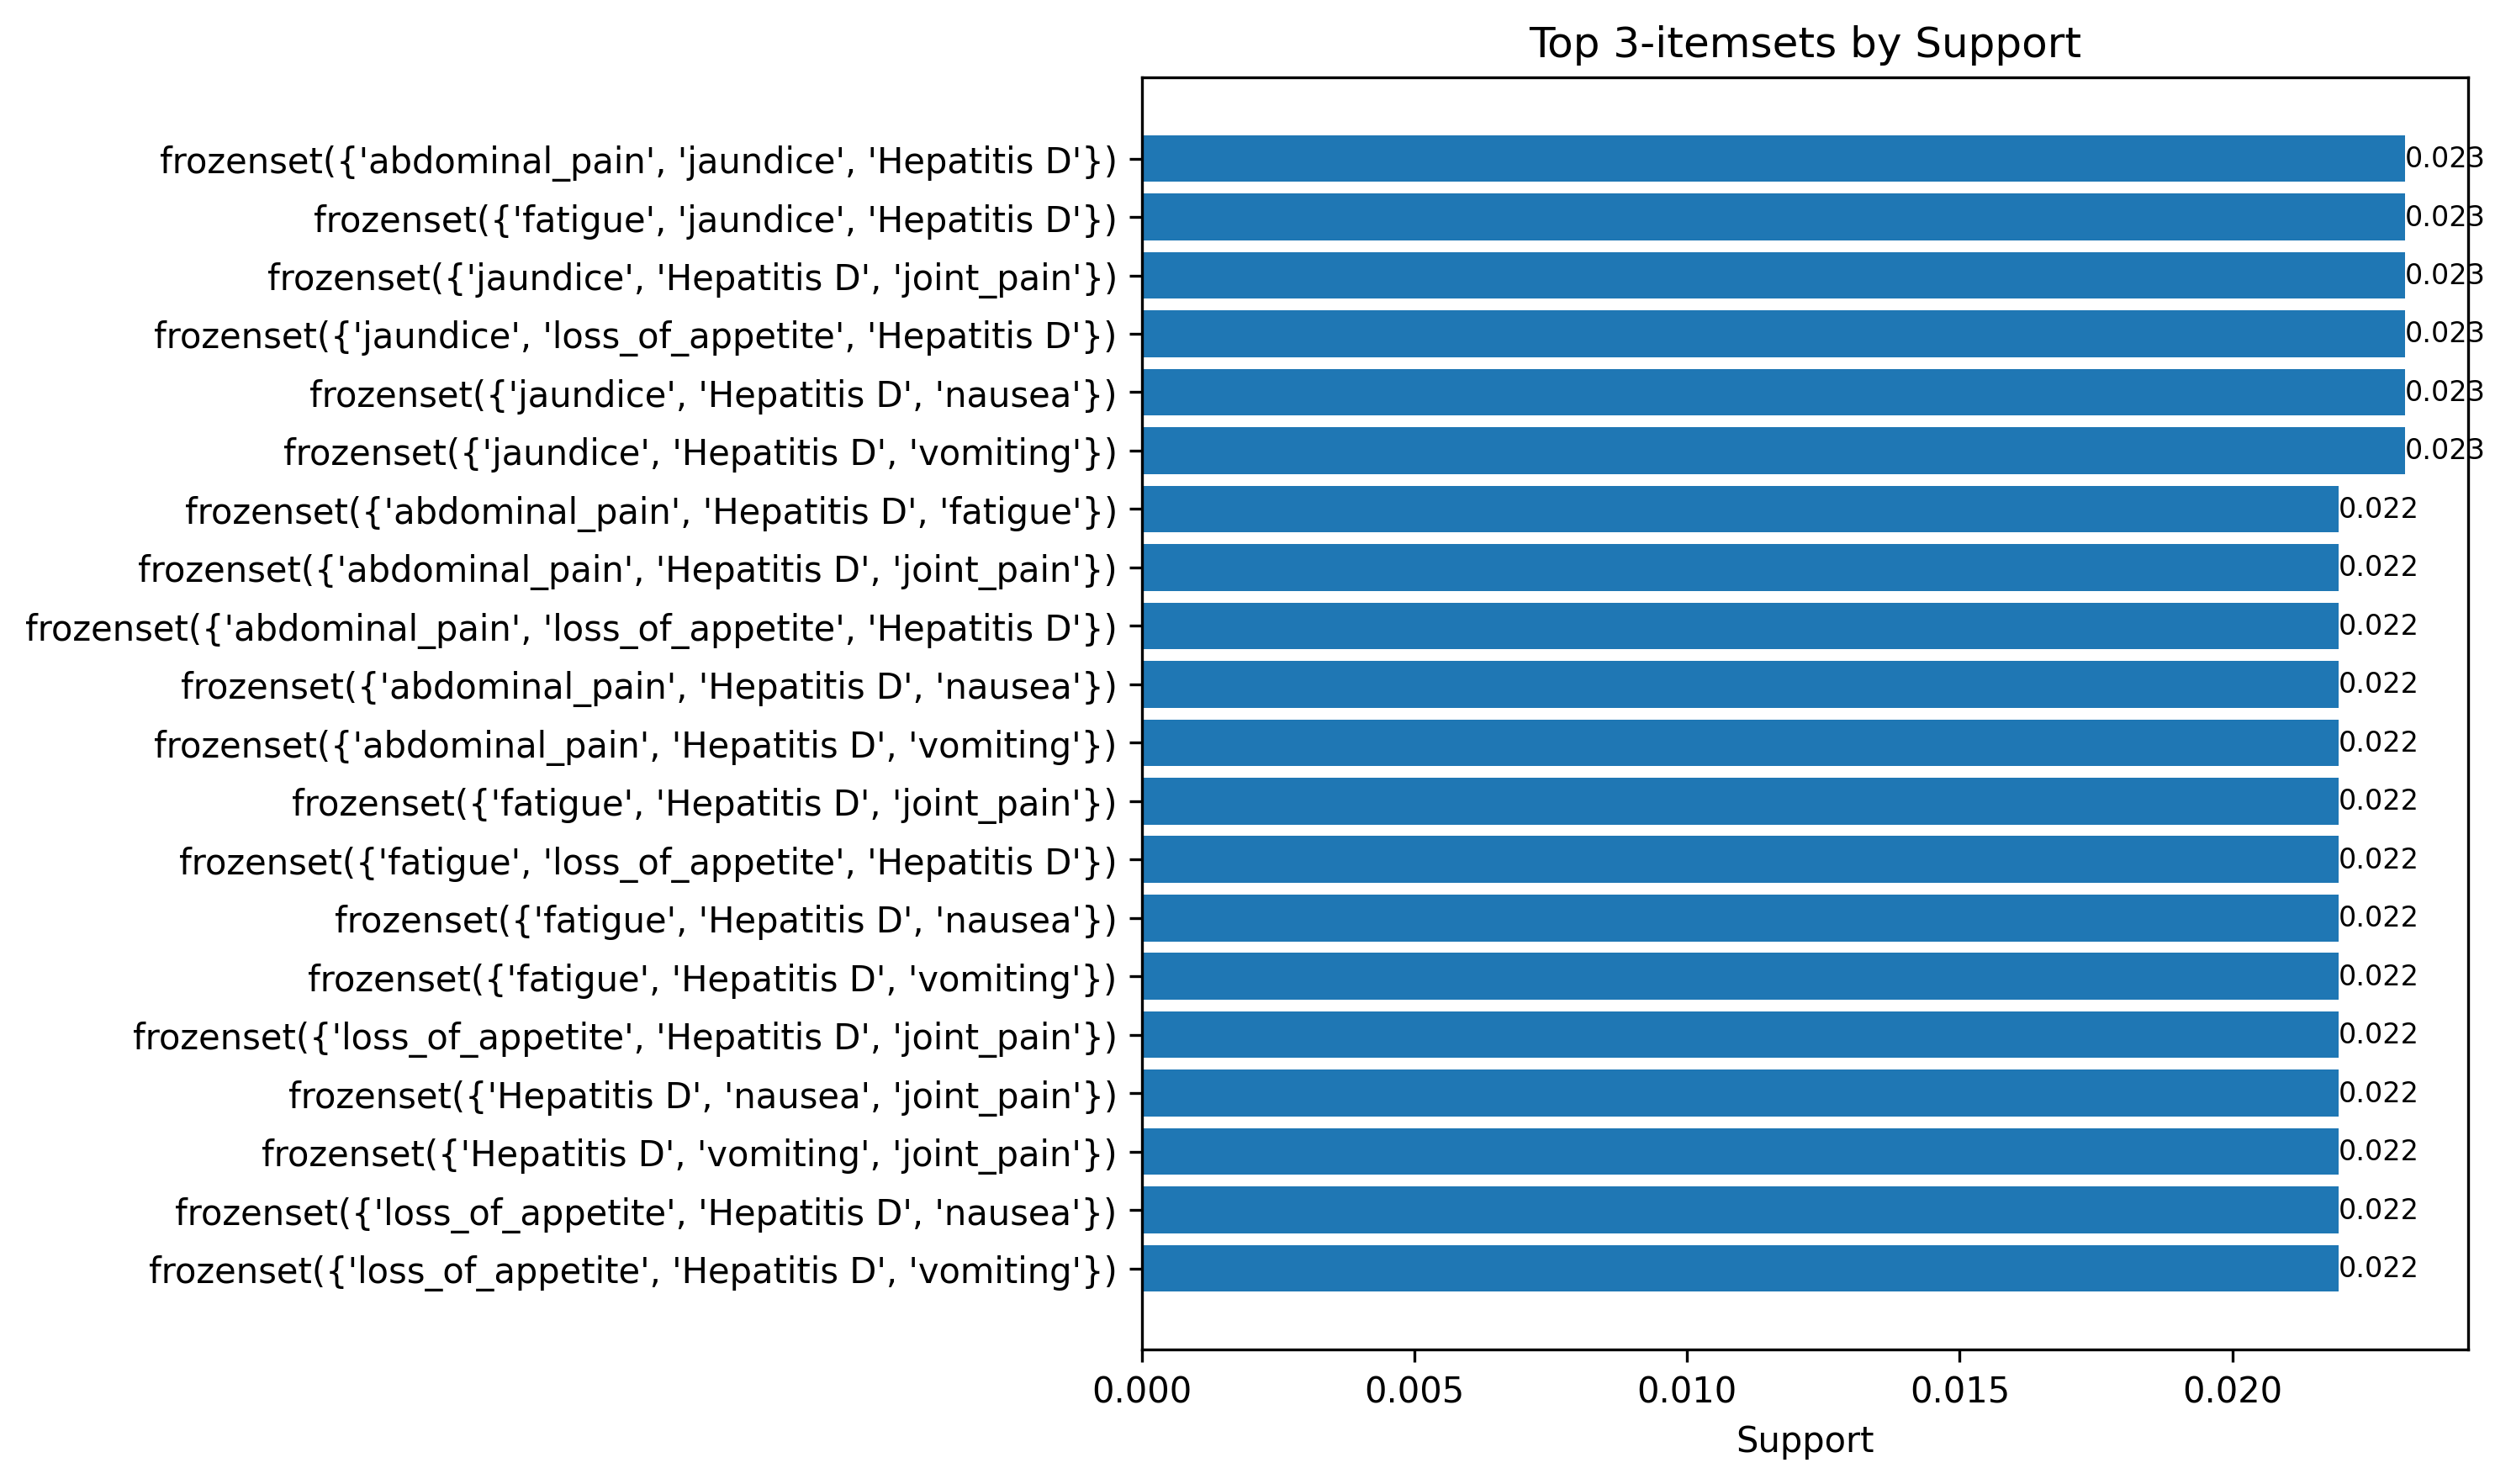 Top 3-itemsets by Support
frozenset({'abdominal_pain', 'jaundice', 'Hepatitis D'}) 0.023
frozenset({'fatigue', 'jaundice', 'Hepatitis D'}) 0.023
frozenset({'jaundice', 'Hepatitis D', 'joint_pain'}) 0.023
frozenset({'jaundice', 'loss_of_appetite', 'Hepatitis D'}) 0.023
frozenset({'jaundice', 'Hepatitis D', 'nausea'}) 0.023
frozenset({'jaundice', 'Hepatitis D', 'vomiting'}) 0.023
frozenset({'abdominal_pain', 'Hepatitis D', 'fatigue'}) 0.022
frozenset({'abdominal_pain', 'Hepatitis D', 'joint_pain'}) 0.022
frozenset({'abdominal_pain', 'loss_of_appetite', 'Hepatitis D'}) 0.022
frozenset({'abdominal_pain', 'Hepatitis D', 'nausea'}) 0.022
frozenset({'abdominal_pain', 'Hepatitis D', 'vomiting'}) 0.022
frozenset({'fatigue', 'Hepatitis D', 'joint_pain'}) 0.022
frozenset({'fatigue', 'loss_of_appetite', 'Hepatitis D'}) 0.022
frozenset({'fatigue', 'Hepatitis D', 'nausea'}) 0.022
frozenset({'fatigue', 'Hepatitis D', 'vomiting'}) 0.022
frozenset({'loss_of_appetite', 'Hepatitis D', 'joint_pain'}) 0.022
frozenset({'Hepatitis D', 'nausea', 'joint_pain'}) 0.022
frozenset({'Hepatitis D', 'vomiting', 'joint_pain'}) 0.022
frozenset({'loss_of_appetite', 'Hepatitis D', 'nausea'}) 0.022
frozenset({'loss_of_appetite', 'Hepatitis D', 'vomiting'}) 0.022
0.000 0.005 0.010 0.015 0.020
Support